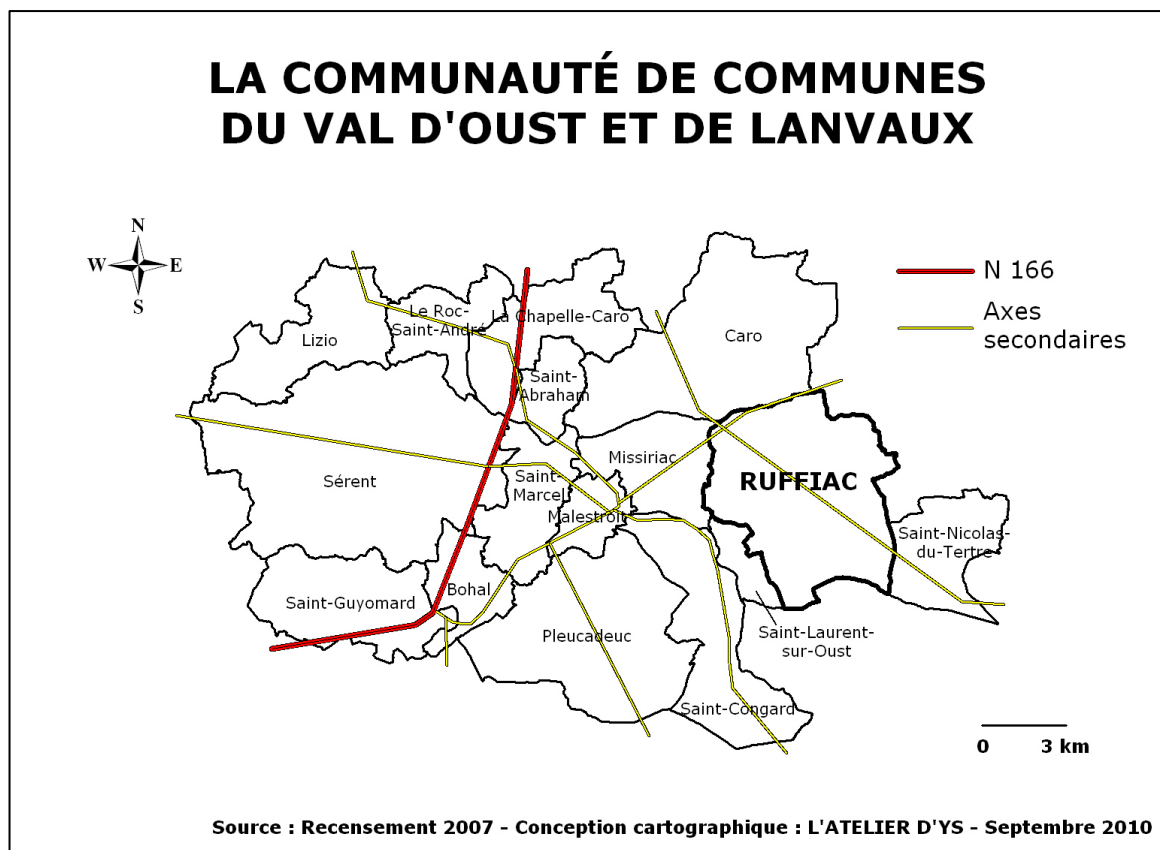 LA COMMUNAUTÉ DE COMMUNES
DU VAL D'OUST ET DE LANVAUX
N
W E
S
N 166
Axes
secondaires
Le Roc-
Saint-André
La Chapelle-Caro
Lizio
Caro
Saint-
Abraham
Missiriac
Sérent
Saint-
Marcel
RUFFIAC
Malestroit
Saint-Nicolas-
du-Tertre
Bohal
Saint-Guyomard
Pleucadeuc
Saint-Laurent-
sur-Oust
Saint-Congard
0 3 km
Source : Recensement 2007 - Conception cartographique : L'ATELIER D'YS - Septembre 2010